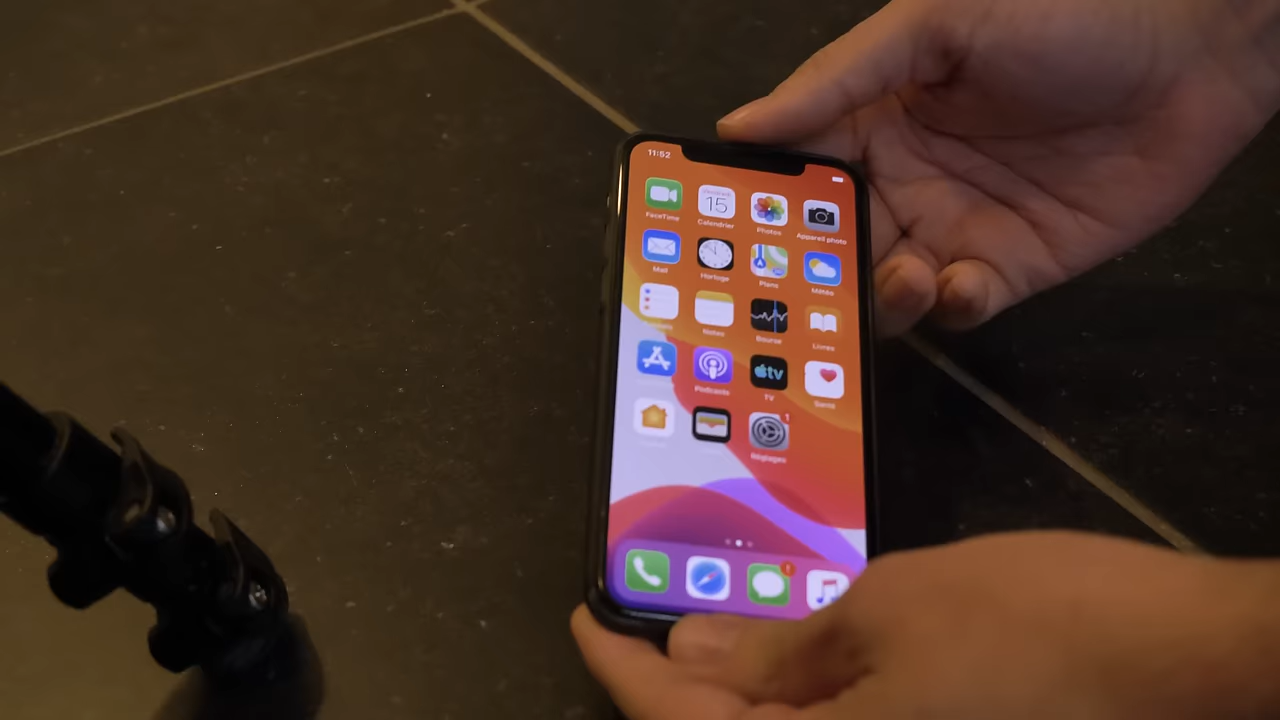 11:52
15
FaceTime
Calendrier
Photos
Appareil photo
Mail
Horloge
Plans
Météo
Notes
Bourse
Livres
tv
Podcasts
TV
Santé
1
Réglages